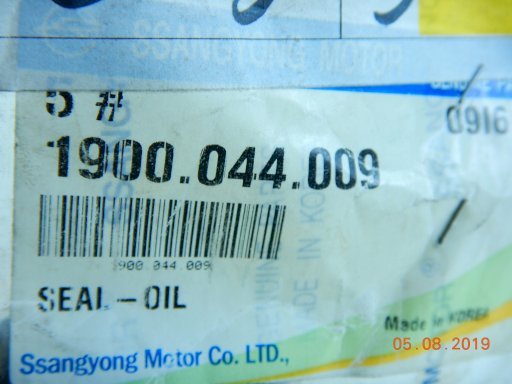 SSANGYONG MOTOR
5 #
0916
1900.044.009
900.044.009
SEAL-OIL
Made in KOREA
05.08.2019
Ssangyong Motor Co. LTD.,